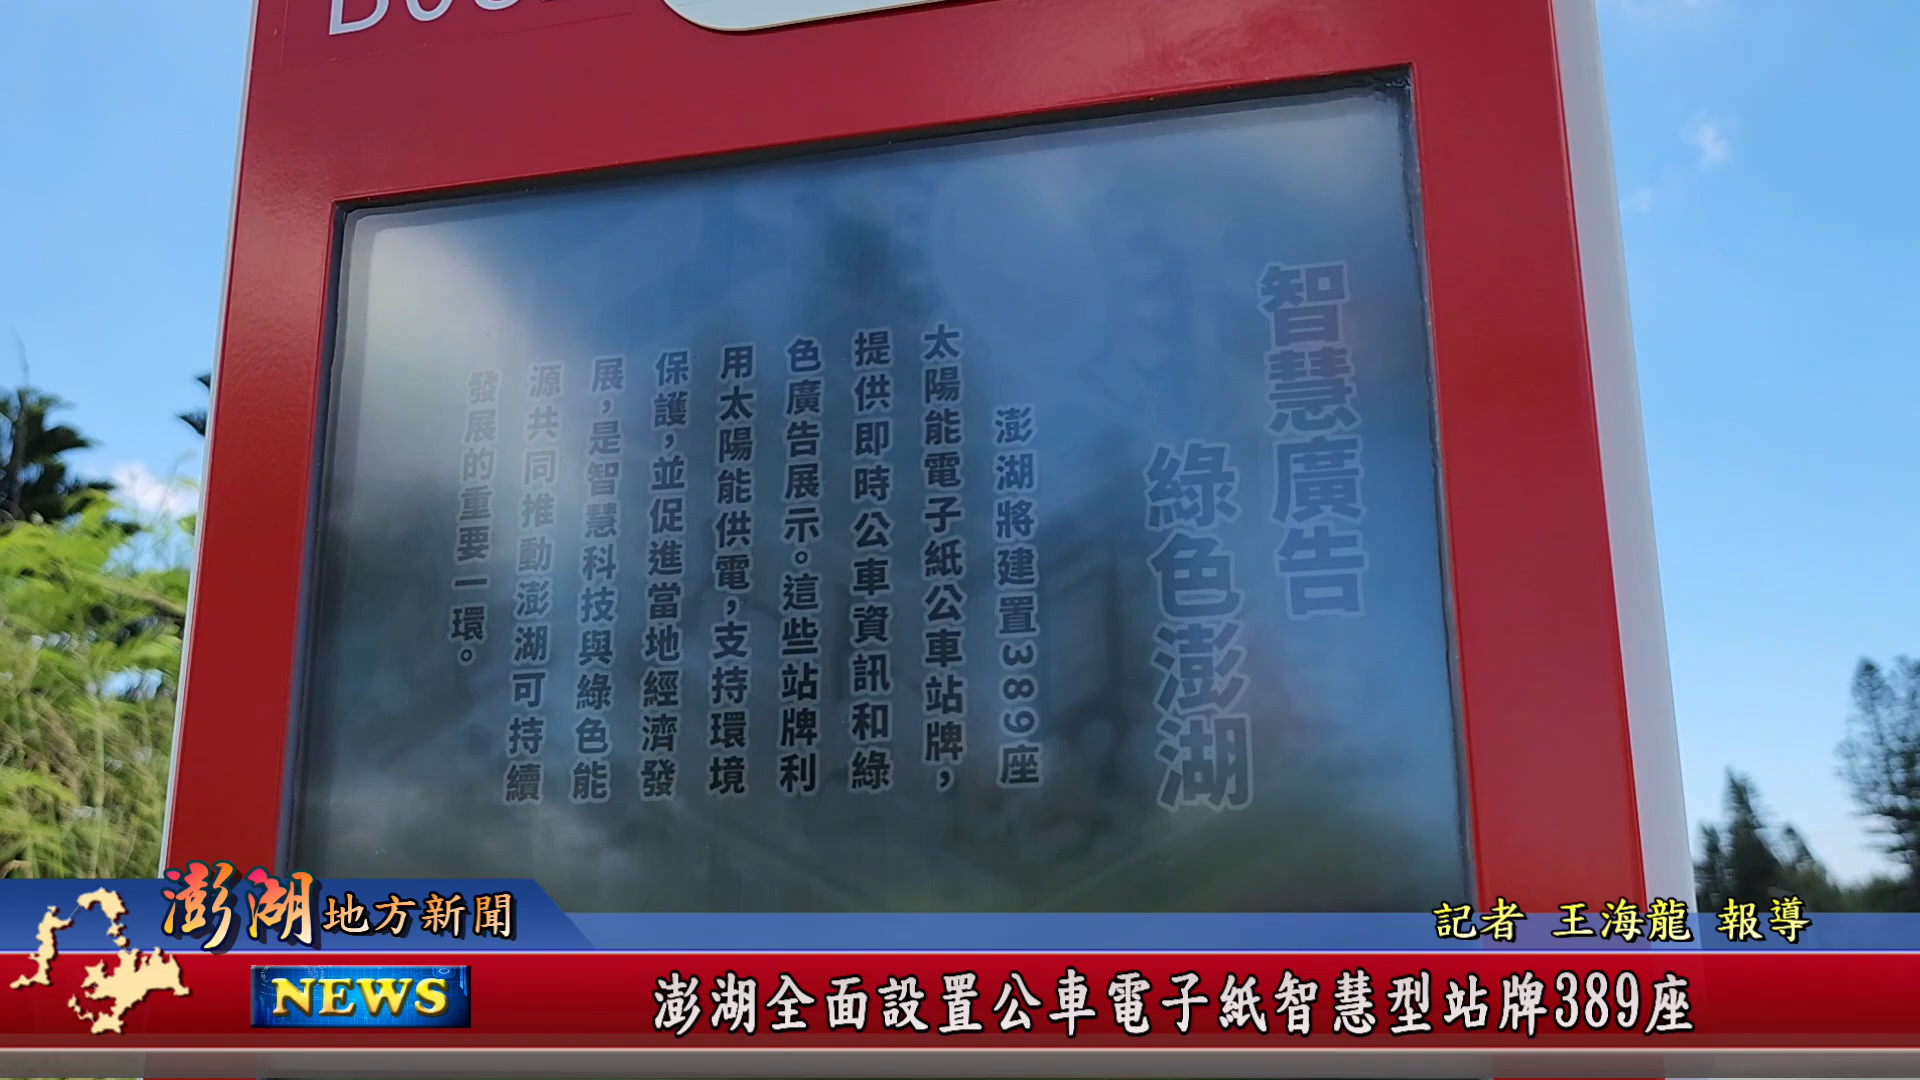 智慧廣告
綠色澎湖
澎湖將建置389座
太陽能電子紙公車站牌，
提供即時公車資訊和綠
色廣告展示。這些站牌利
用太陽能供電，支持環境
保護，並促進當地經濟發
展，是智慧科技與綠色能
源共同推動澎湖可持續
發展的重要一環。
澎湖地方新聞
記者 王海龍 報導
NEWS
澎湖全面設置公車電子紙智慧型站牌389座